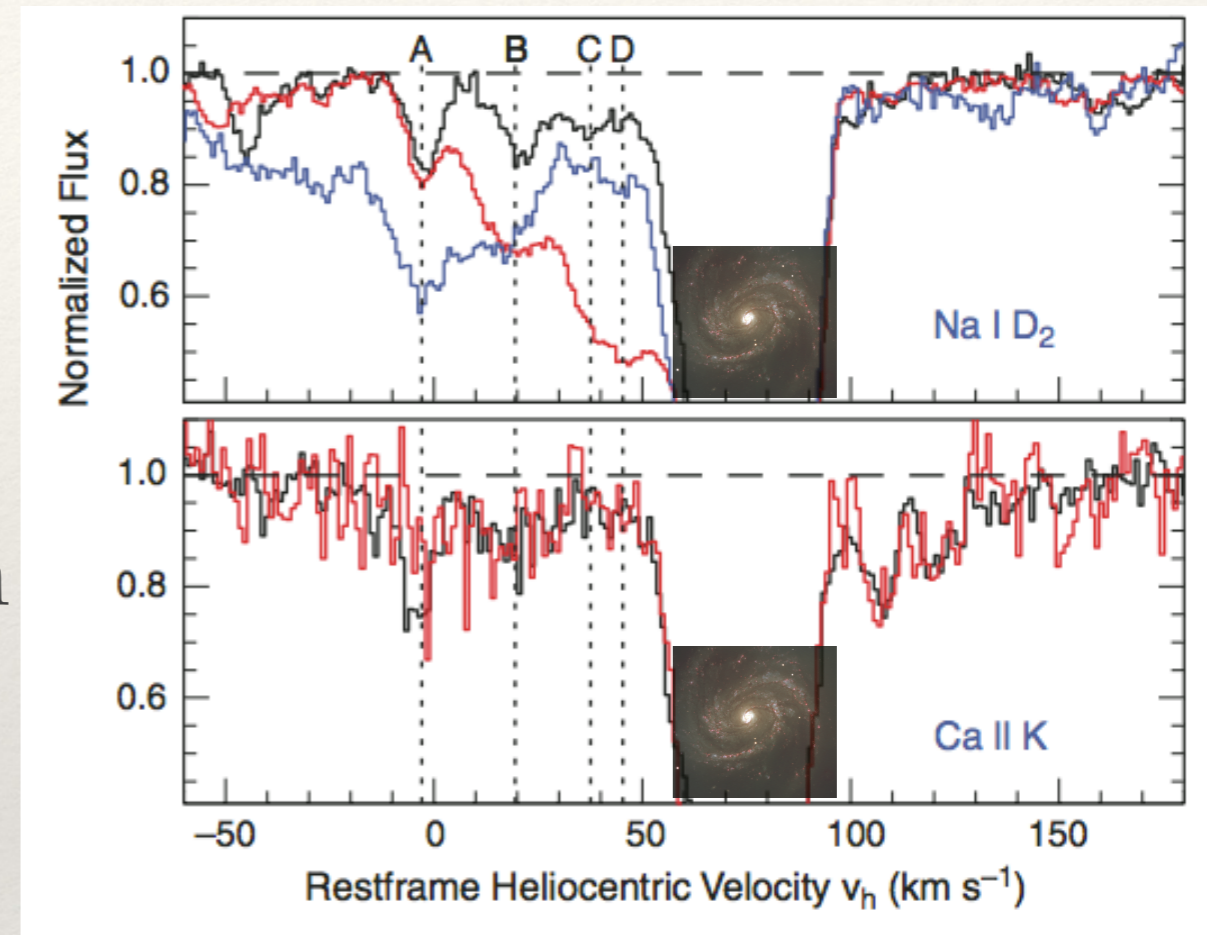 A B C D
1.0
0.8
0.6
Normalized Flux
Na I D₂
1.0
0.8
0.6
Ca II K
−50 0 50 100 150
Restframe Heliocentric Velocity vₕ (km s⁻¹)